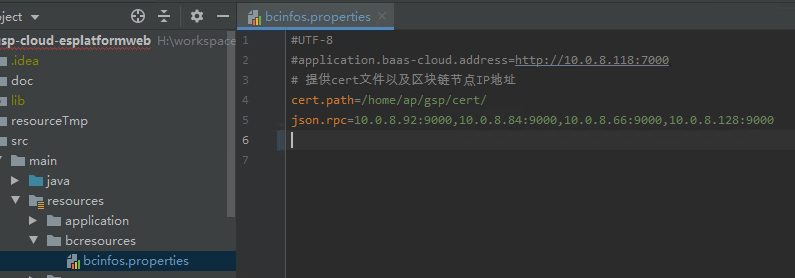 ject
gsp-cloud-esplatformweb H:\workspace
.idea
doc
lib
resourceTmp
src
main
java
resources
application
bcresources
bcinfos.properties
bcinfos.properties
1 #UTF-8
2 #application.baas-cloud.address=http://10.0.8.118:7000
3 # 提供cert文件以及区块链节点IP地址
4 cert.path=/home/ap/gsp/cert/
5 json.rpc=10.0.8.92:9000,10.0.8.84:9000,10.0.8.66:9000,10.0.8.128:9000
6
7